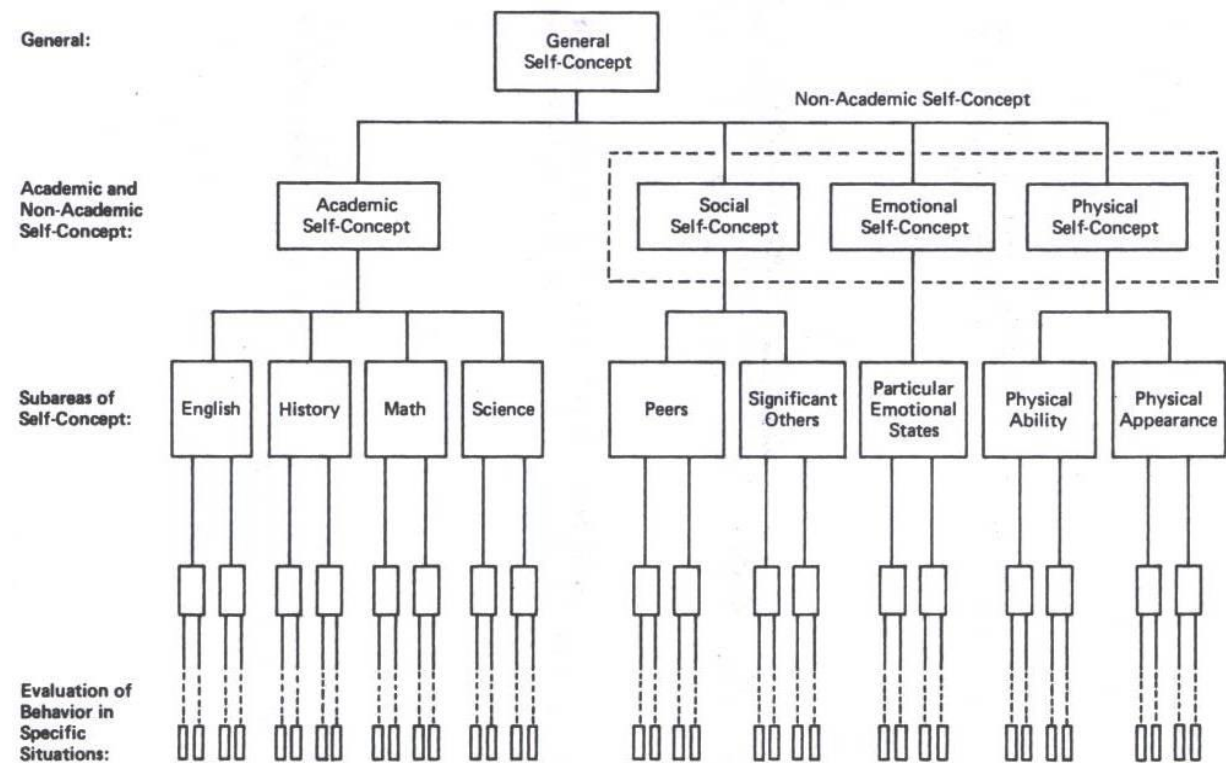 General:
General
Self-Concept
Non-Academic Self-Concept
Academic and
Non-Academic
Self-Concept:
Academic
Self-Concept
Social
Self-Concept
Emotional
Self-Concept
Physical
Self-Concept
Subareas of
Self-Concept:
English
History
Math
Science
Peers
Significant
Others
Particular
Emotional
States
Physical
Ability
Physical
Appearance
Evaluation of
Behavior in
Specific
Situations: